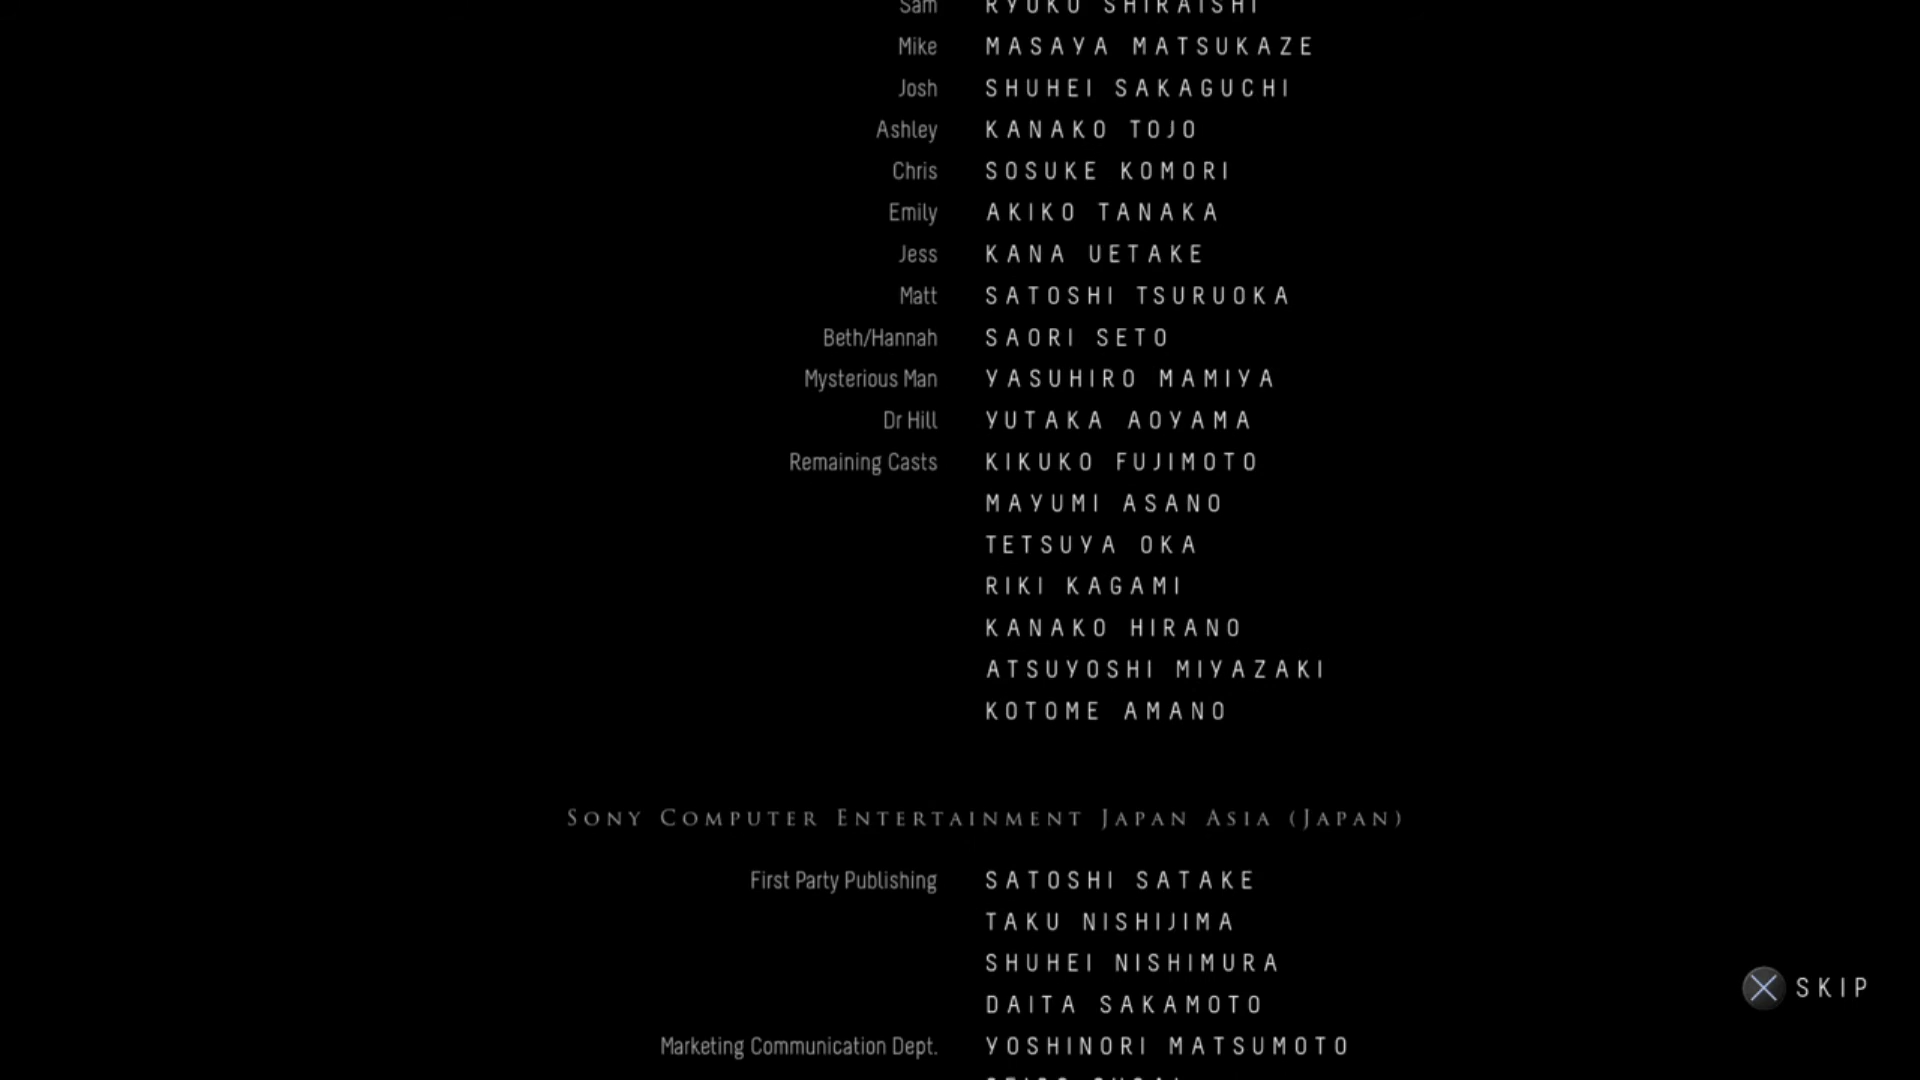 Sam RYOKO SHIRAISHI
Mike MASAYA MATSUKAZE
Josh SHUHEI SAKAGUCHI
Ashley KANAKO TOJO
Chris SOSUKE KOMORI
Emily AKIKO TANAKA
Jess KANA UETAKE
Matt SATOSHI TSURUOKA
Beth/Hannah SAORI SETO
Mysterious Man YASUHIRO MAMIYA
Dr Hill YUTAKA AOYAMA
Remaining Casts KIKUKO FUJIMOTO
MAYUMI ASANO
TETSUYA OKA
RIKI KAGAMI
KANAKO HIRANO
ATSUYOSHI MIYAZAKI
KOTOME AMANO
SONY COMPUTER ENTERTAINMENT JAPAN ASIA (JAPAN)
First Party Publishing SATOSHI SATAKE
TAKU NISHIJIMA
SHUHEI NISHIMURA
DAITA SAKAMOTO
SKIP
Marketing Communication Dept. YOSHINORI MATSUMOTO